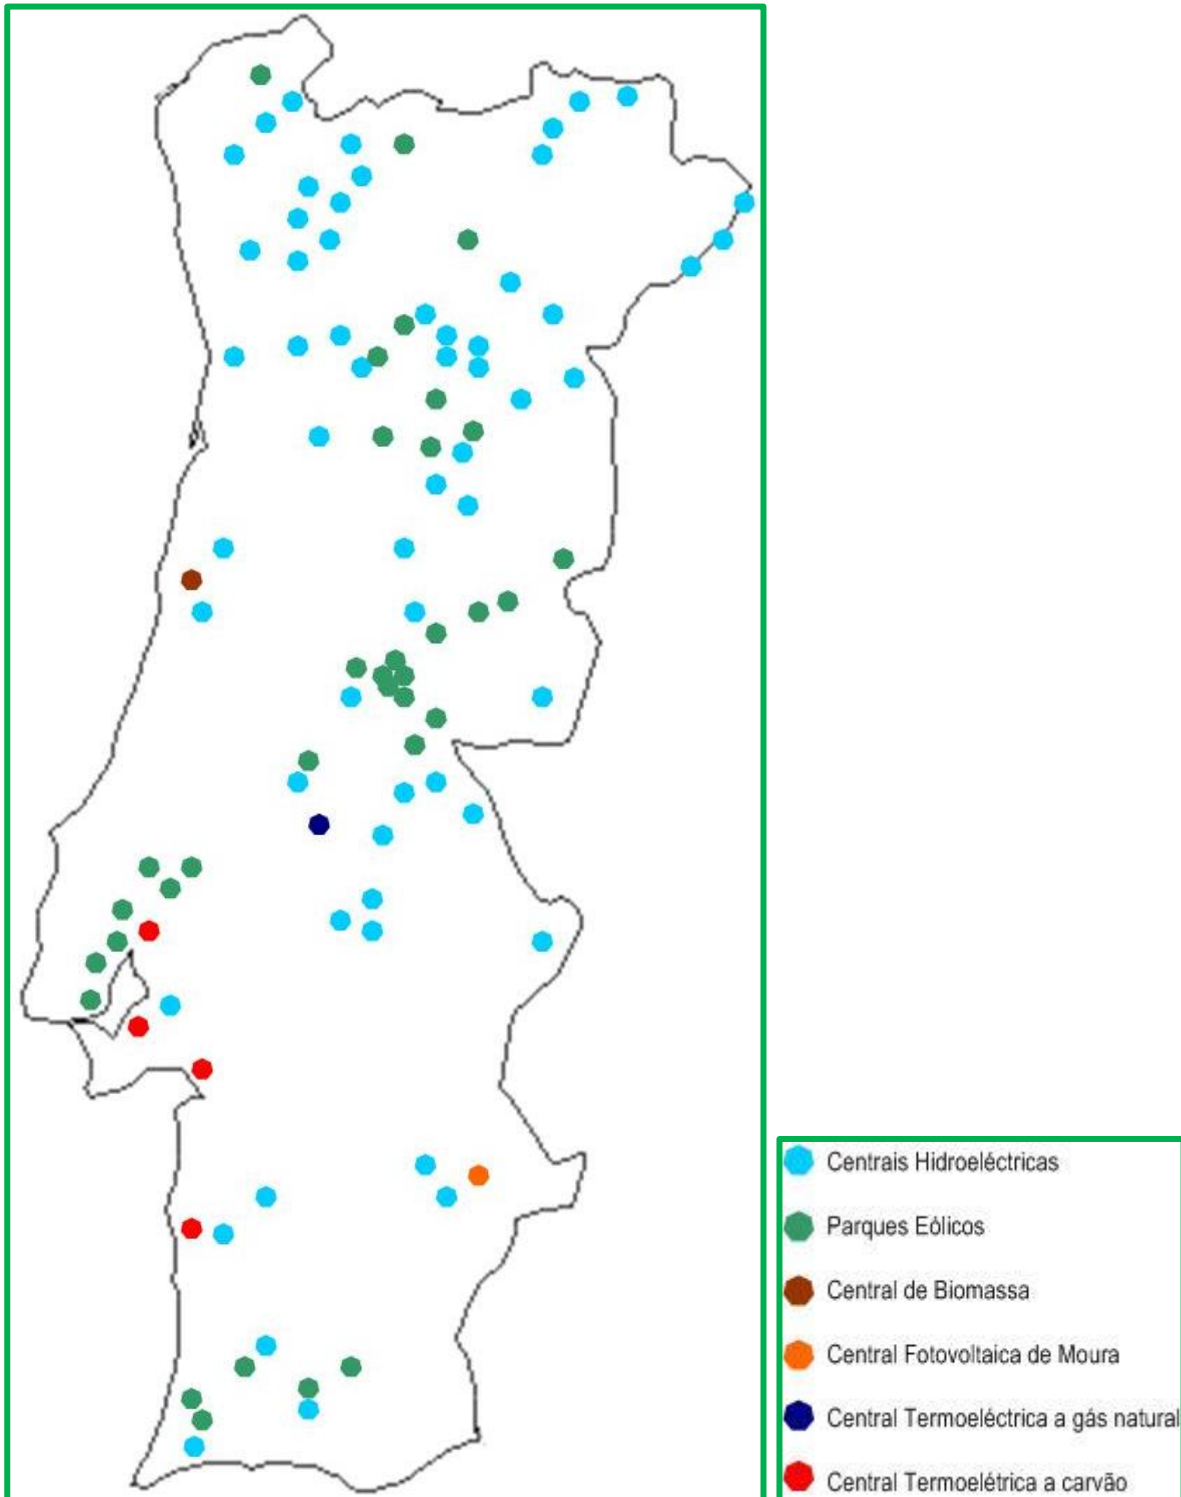 Centrais Hidroeléctricas
Parques Eólicos
Central de Biomassa
Central Fotovoltaica de Moura
Central Termoeléctrica a gás natural
Central Termoelétrica a carvão